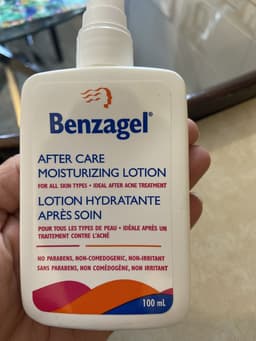 Benzagel®
AFTER CARE
MOISTURIZING LOTION
FOR ALL SKIN TYPES • IDEAL AFTER ACNE TREATMENT
LOTION HYDRATANTE
APRÈS SOIN
POUR TOUS LES TYPES DE PEAU • IDÉALE APRÈS UN
TRAITEMENT CONTRE L'ACNÉ
NO PARABENS, NON-COMEDOGENIC, NON-IRRITANT
SANS PARABENS, NON COMÉDOGÈNE, NON IRRITANT
100 mL